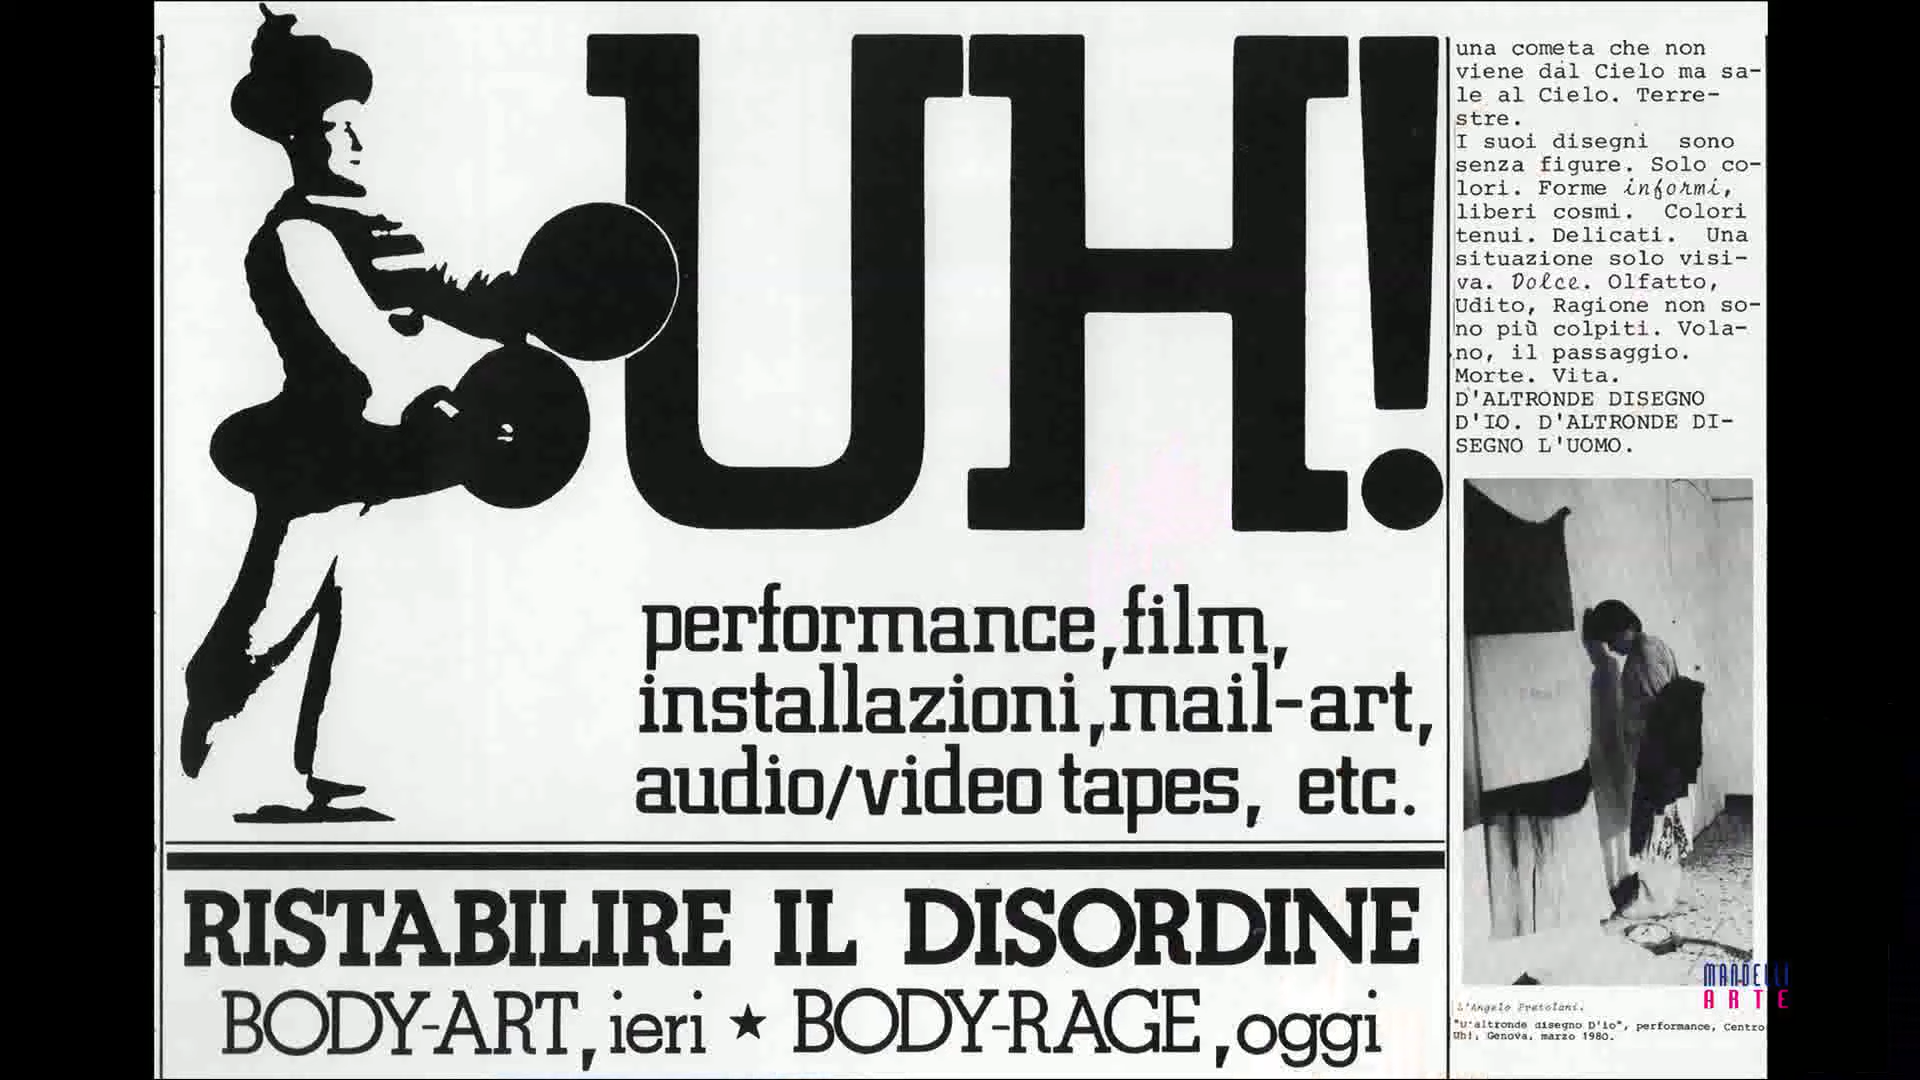 UH!
performance, film,
installazioni, mail-art,
audio/video tapes, etc.
RISTABILIRE IL DISORDINE
BODY-ART, ieri ★ BODY-RAGE, oggi
una cometa che non
viene dal Cielo ma sa-
le al Cielo. Terre-
stre.
I suoi disegni sono
senza figure. Solo co-
lori. Forme informi,
liberi cosmi. Colori
tenui. Delicati. Una
situazione solo visi-
va. Dolce. Olfatto,
Udito, Ragione non so-
no più colpiti. Vola-
no, il passaggio.
Morte. Vita.
D'ALTRONDE DISEGNO
D'IO. D'ALTRONDE DI-
SEGNO L'UOMO.
L'Angelo Pretolani.
"D'altronde disegno D'io", performance, Centro
Uh!, Genova, marzo 1980.
MANDELLI
ARTE